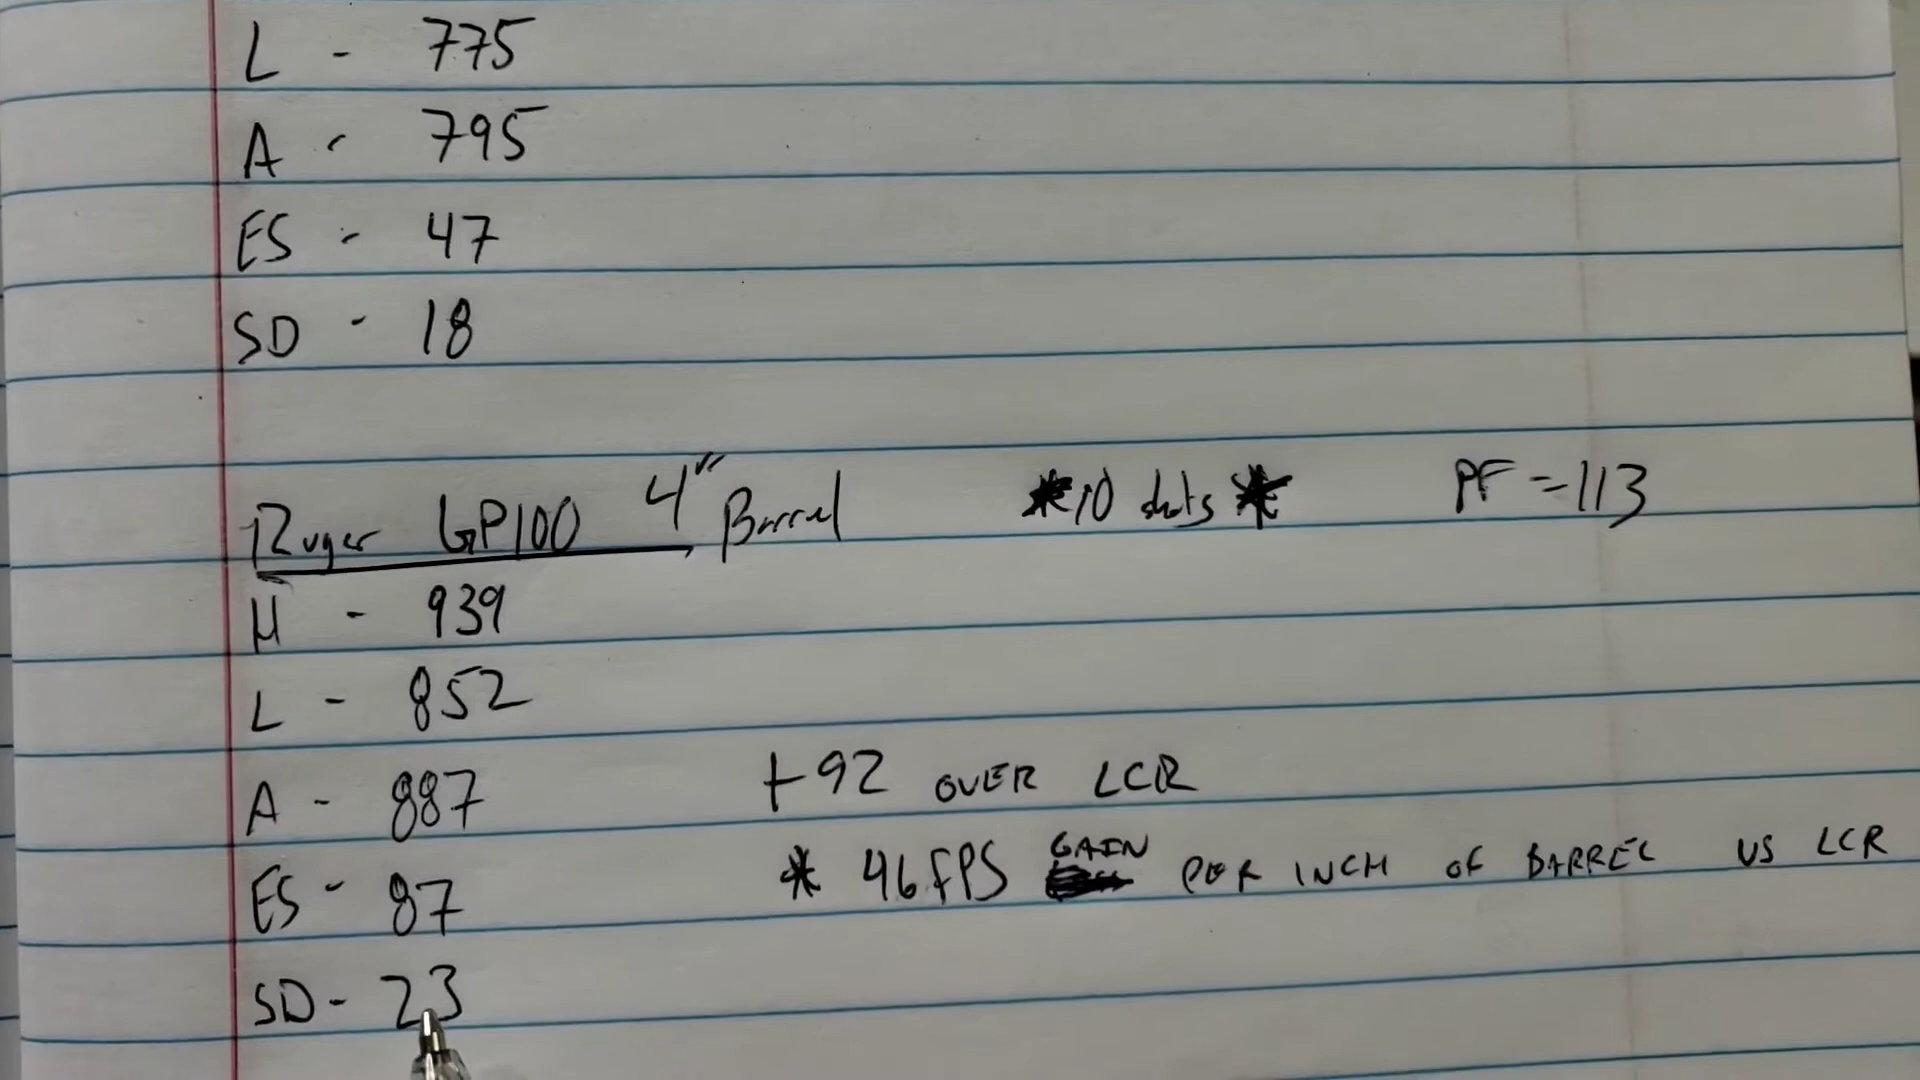 L - 775
A - 795
ES - 47
SD - 18
Ruger GP100 4" Barrel *10 shots* PF = 113
H - 939
L - 852
A - 887 +92 OVER LCR
ES - 87 * 46 FPS GAIN PER INCH OF BARREL VS LCR
SD - 23